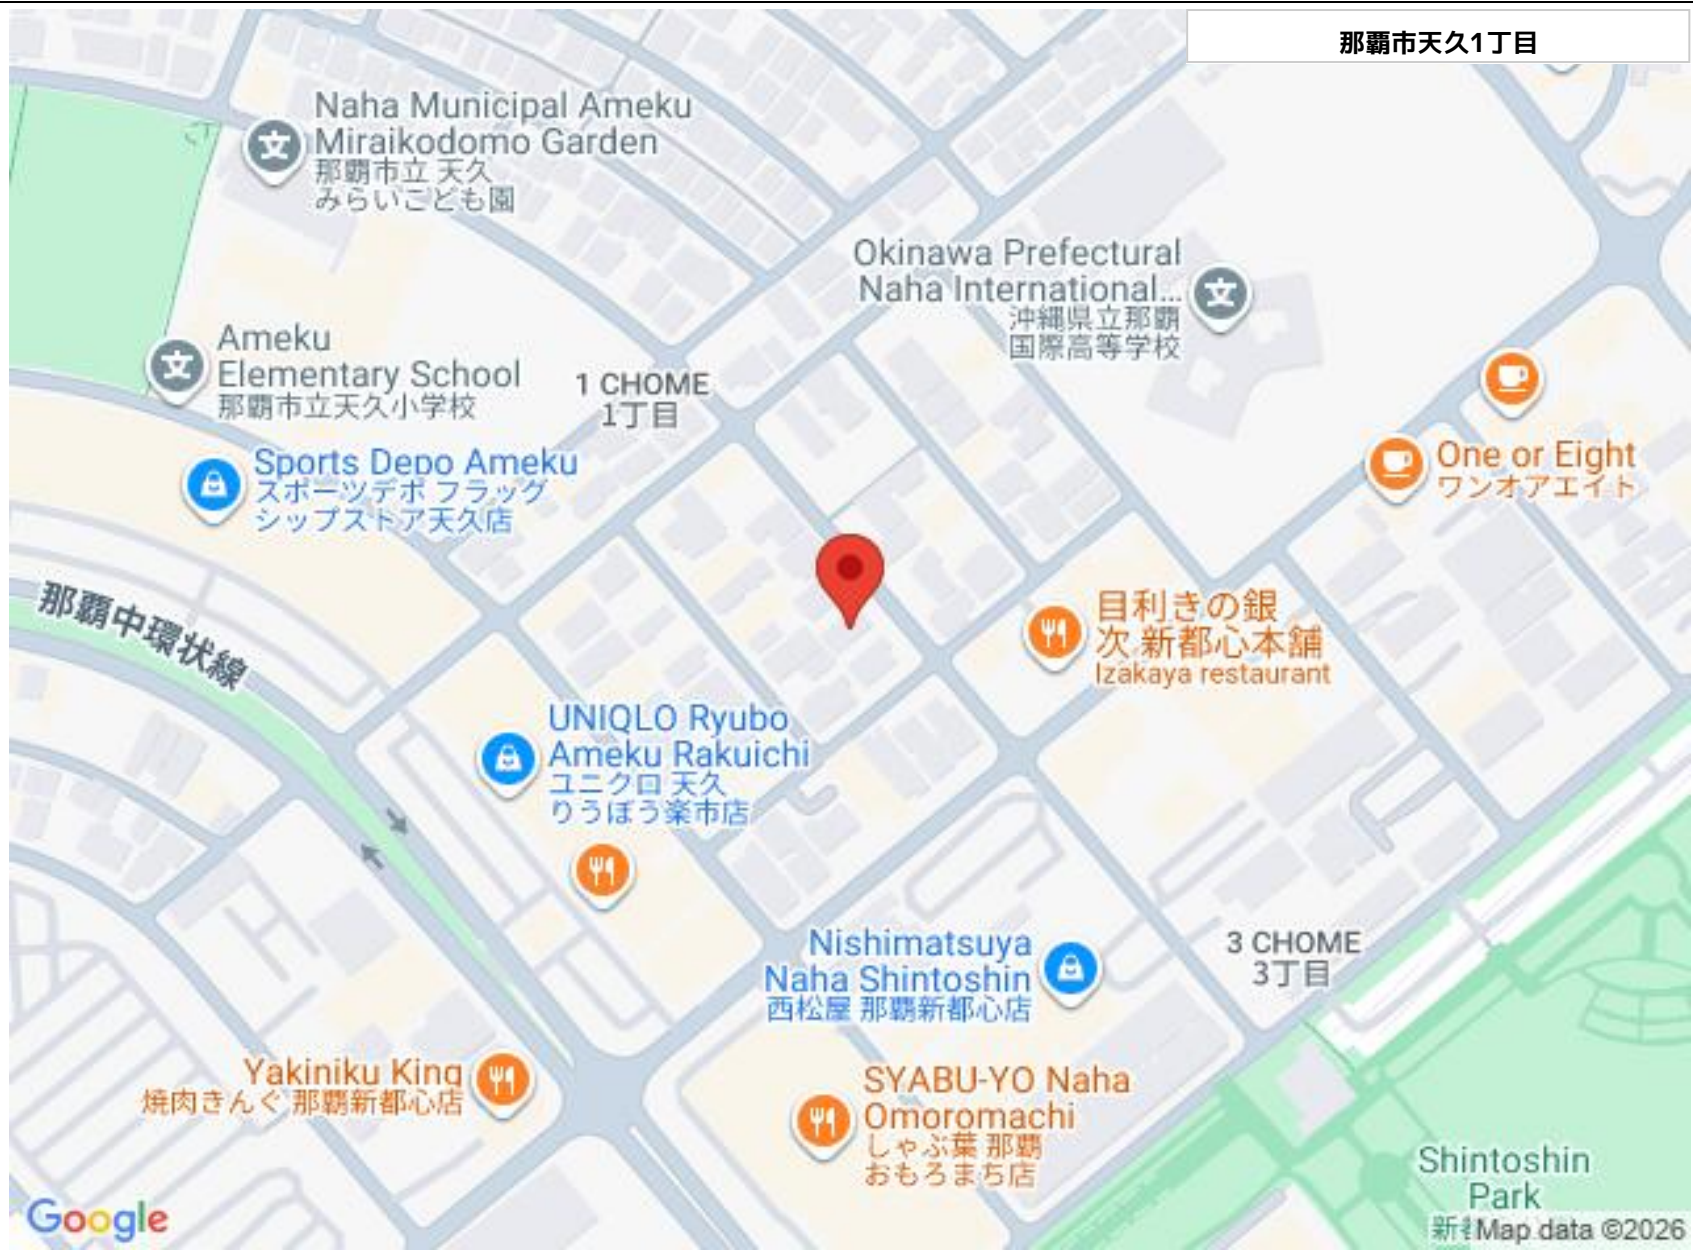 那覇市天久1丁目
Naha Municipal Ameku
Miraikodomo Garden
那覇市立 天久
みらいこども園
Okinawa Prefectural
Naha International...
沖縄県立那覇
国際高等学校
Ameku
Elementary School
那覇市立天久小学校
1 CHOME
1丁目
Sports Depo Ameku
スポーツデポ フラッグ
シップストア天久店
One or Eight
ワンオアエイト
那覇中環状線
目利きの銀
次 新都心本舗
Izakaya restaurant
UNIQLO Ryubo
Ameku Rakuichi
ユニクロ 天久
りうぼう楽市店
Nishimatsuya
Naha Shintoshin
西松屋 那覇新都心店
3 CHOME
3丁目
Yakiniku King
焼肉きんぐ 那覇新都心店
SYABU-YO Naha
Omoromachi
しゃぶ葉 那覇
おもろまち店
Shintoshin
Park
新
Google
Map data ©2026